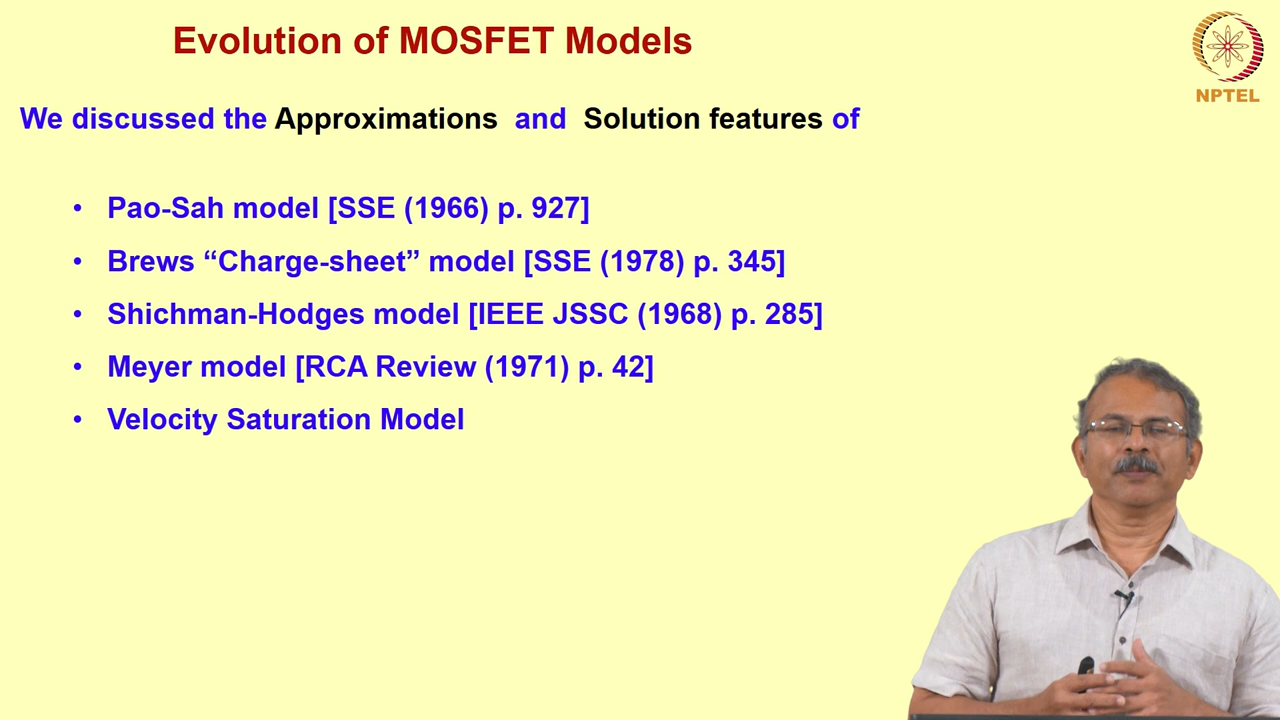 Evolution of MOSFET Models
NPTEL
We discussed the Approximations and Solution features of
• Pao-Sah model [SSE (1966) p. 927]
• Brews “Charge-sheet” model [SSE (1978) p. 345]
• Shichman-Hodges model [IEEE JSSC (1968) p. 285]
• Meyer model [RCA Review (1971) p. 42]
• Velocity Saturation Model